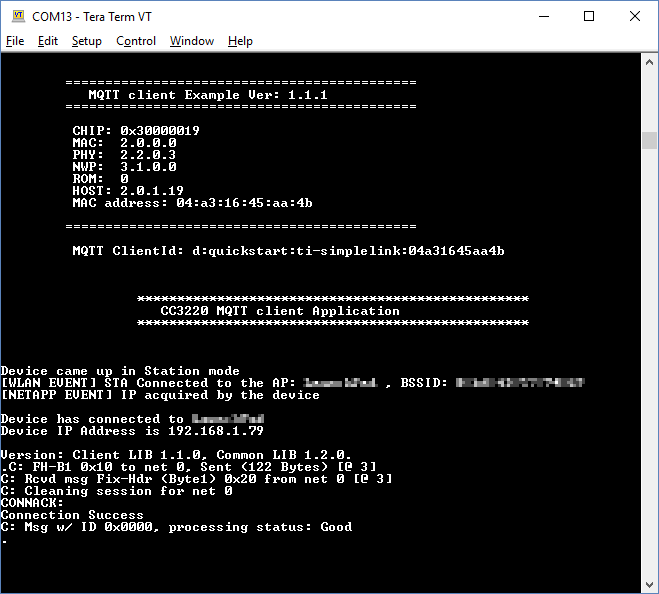 COM13 - Tera Term VT
File Edit Setup Control Window Help
=============================================
MQTT client Example Ver: 1.1.1
=============================================
CHIP: 0x30000019
MAC: 2.0.0.0
PHY: 2.2.0.3
NWP: 3.1.0.0
ROM: 0
HOST: 2.0.1.19
MAC address: 04:a3:16:45:aa:4b
=============================================
MQTT ClientId: d:quickstart:ti-simplelink:04a31645aa4b
*************************************************
CC3220 MQTT client Application
*************************************************
Device came up in Station mode
[WLAN EVENT] STA Connected to the AP: , BSSID:
[NETAPP EVENT] IP acquired by the device
Device has connected to
Device IP Address is 192.168.1.79
Version: Client LIB 1.1.0, Common LIB 1.2.0.
.C: FH-B1 0x10 to net 0, Sent (122 Bytes) [@ 3]
C: Rcvd msg Fix-Hdr (Byte1) 0x20 from net 0 [@ 3]
C: Cleaning session for net 0
CONNACK:
Connection Success
C: Msg w/ ID 0x0000, processing status: Good